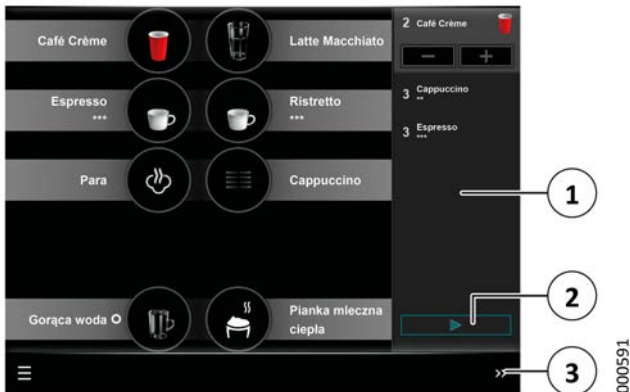 Café Crème
Latte Macchiato
2 Café Crème
− +
Espresso
***
Ristretto
***
3 Cappuccino
**
3 Espresso
***
Para
Cappuccino
1
Gorąca woda
Pianka mleczna
ciepła
2
3
000591